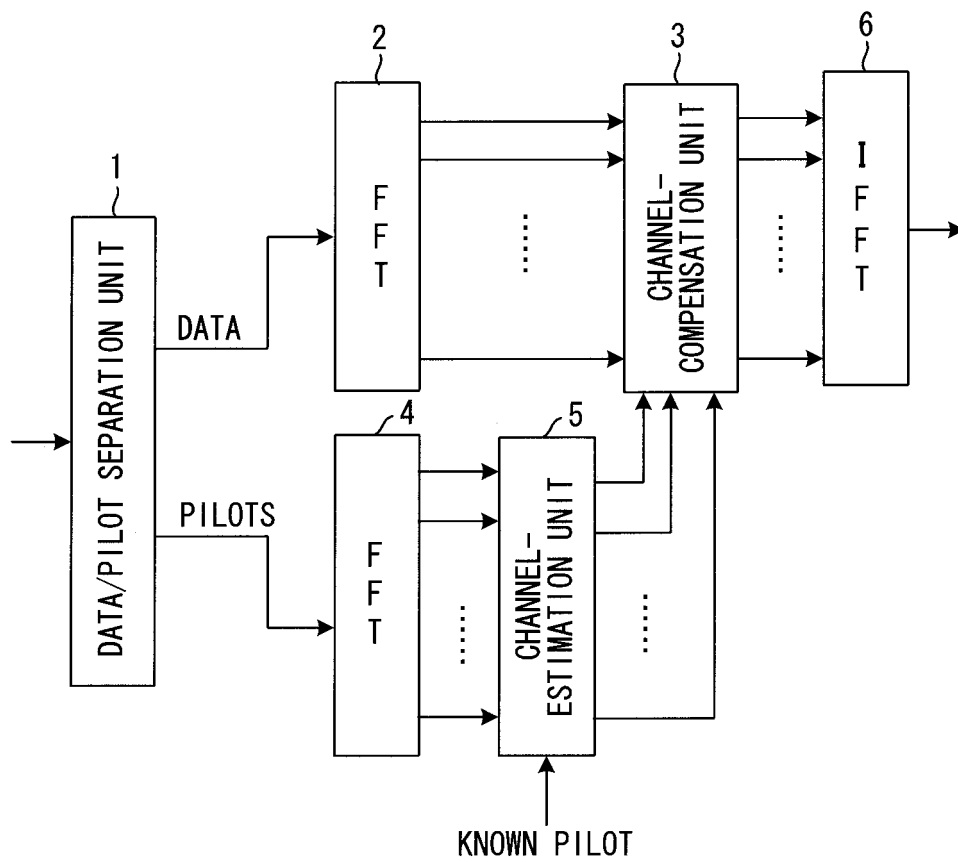 1
DATA/PILOT SEPARATION UNIT
DATA
PILOTS
2
FFT
3
CHANNEL-
COMPENSATION UNIT
6
IFFT
4
FFT
5
CHANNEL-
ESTIMATION UNIT
KNOWN PILOT